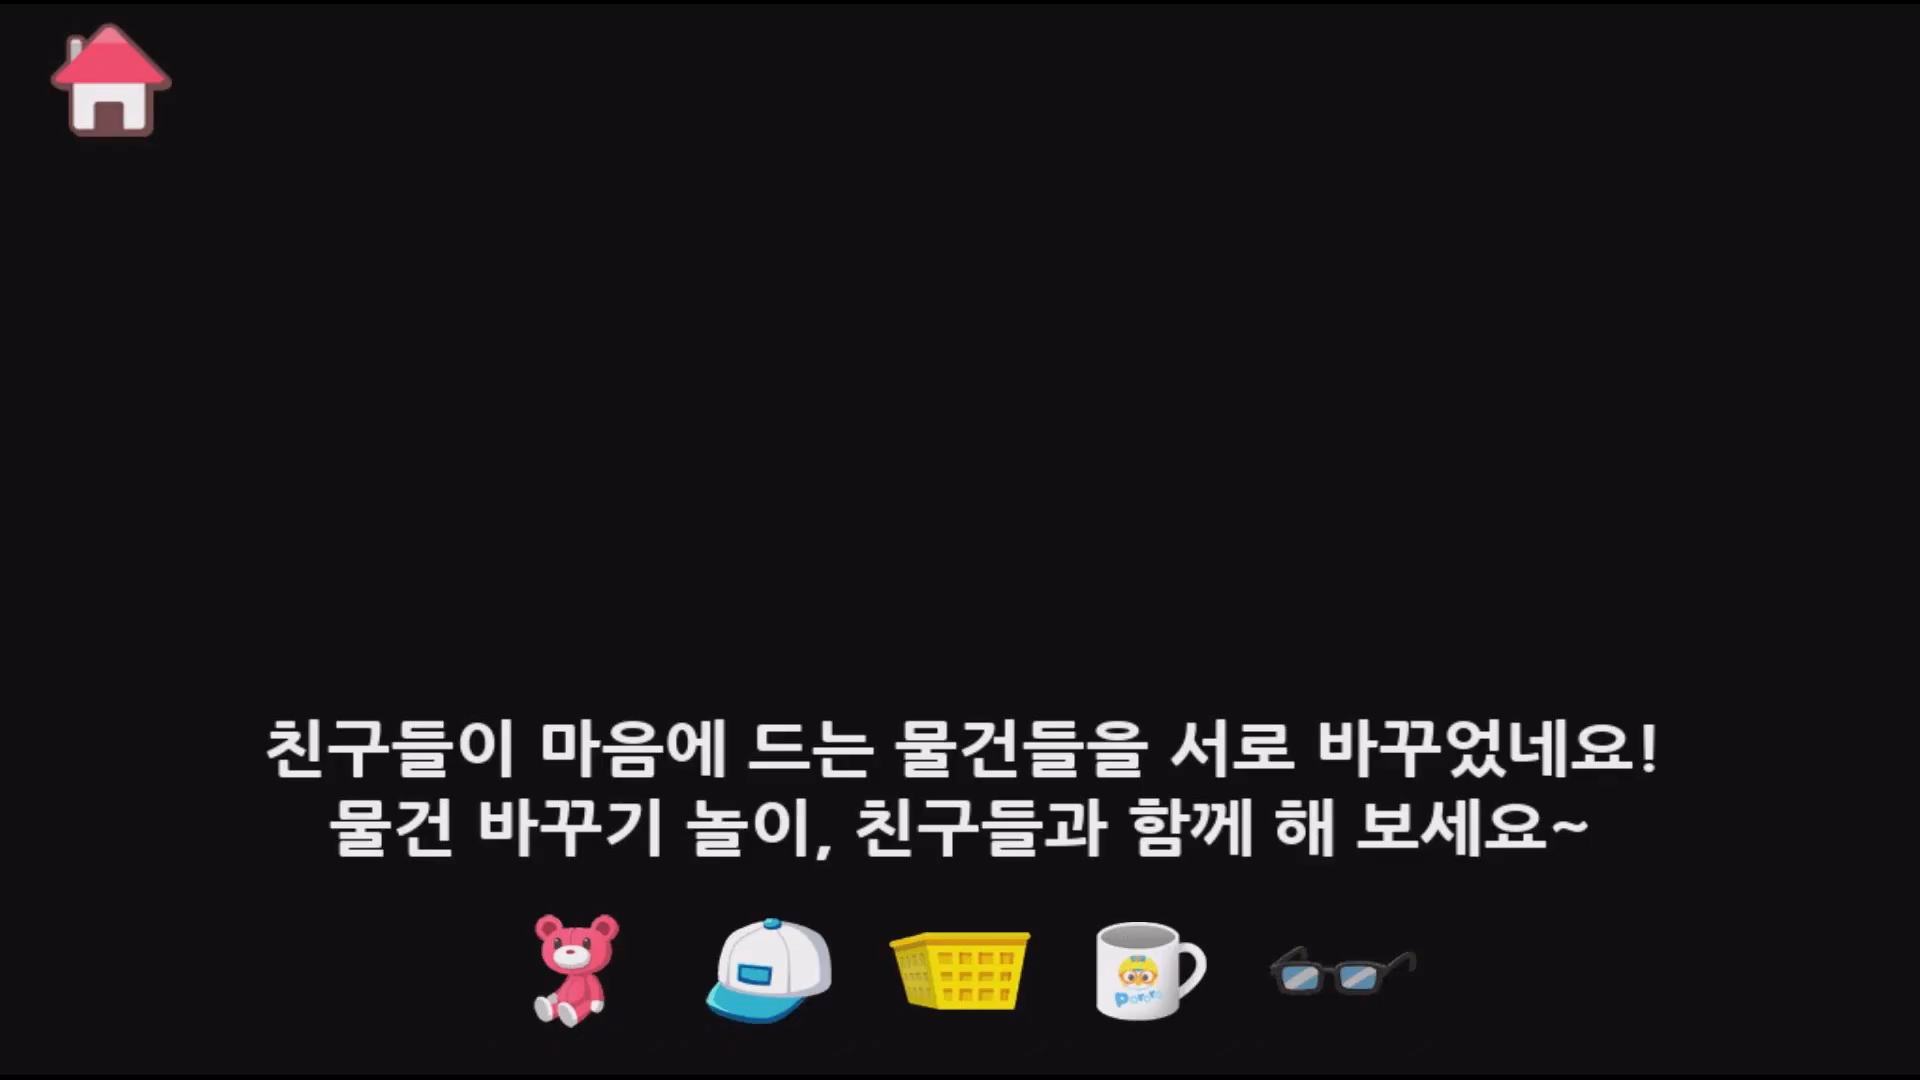 친구들이 마음에 드는 물건들을 서로 바꾸었네요!
물건 바꾸기 놀이, 친구들과 함께 해 보세요~
Pororo